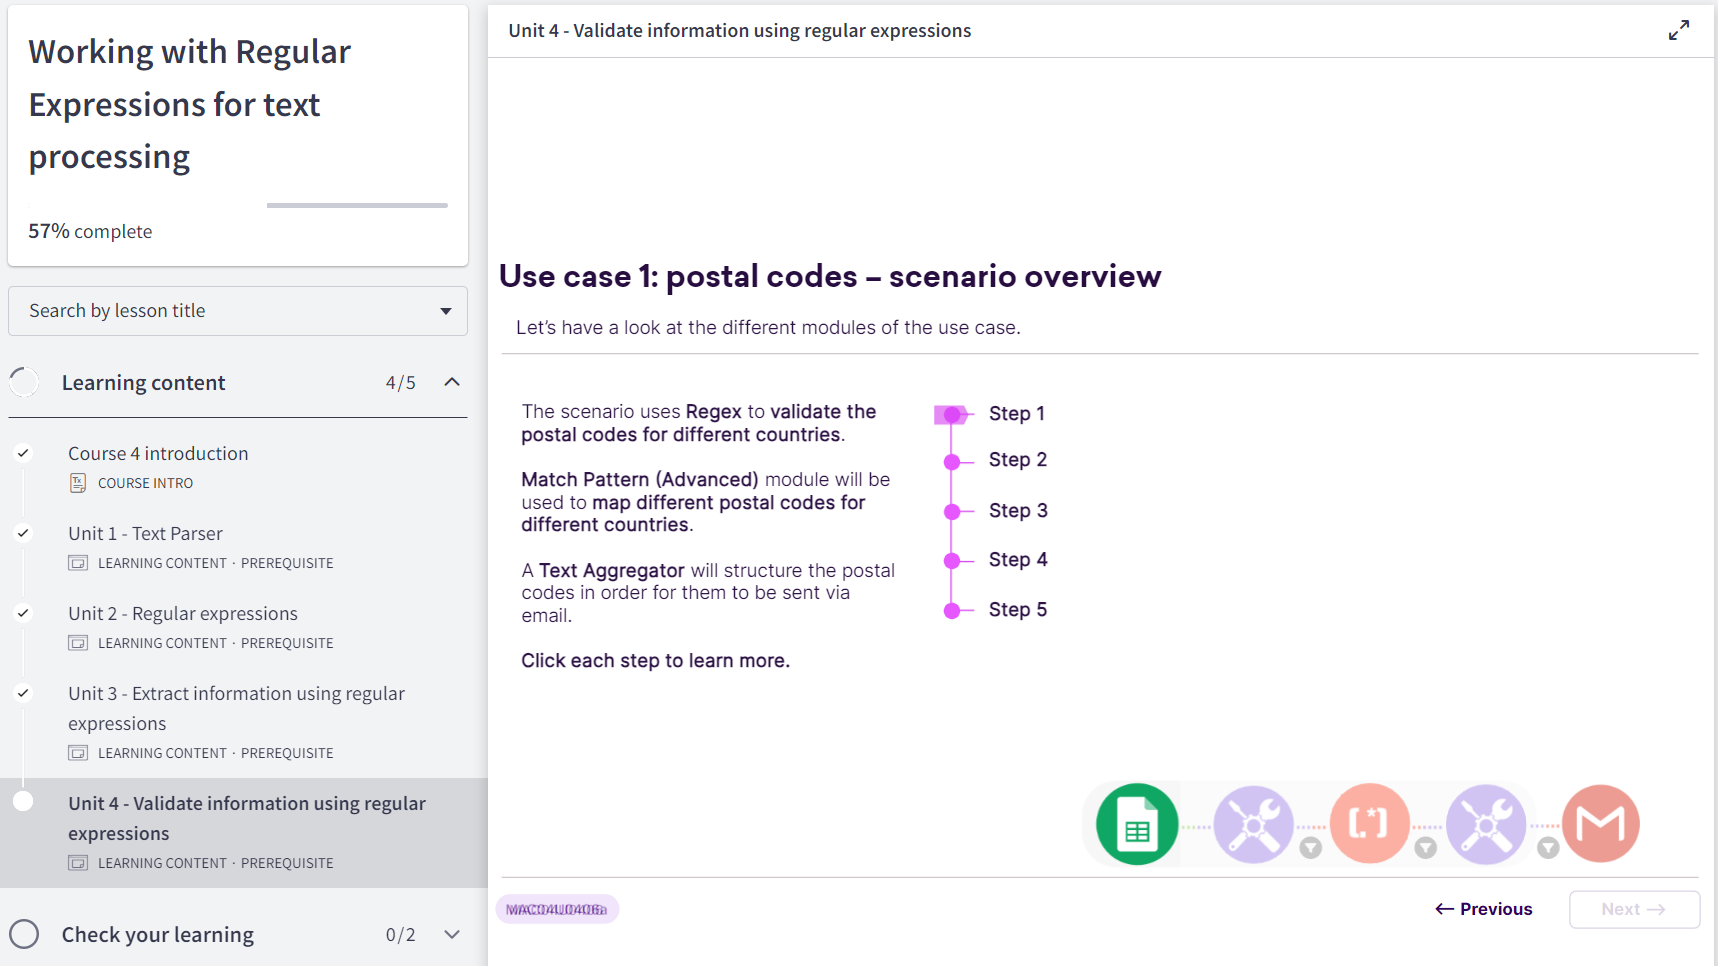 Working with Regular
Expressions for text
processing
57% complete
Search by lesson title
Learning content 4/5
Course 4 introduction
COURSE INTRO
Unit 1 - Text Parser
LEARNING CONTENT · PREREQUISITE
Unit 2 - Regular expressions
LEARNING CONTENT · PREREQUISITE
Unit 3 - Extract information using regular
expressions
LEARNING CONTENT · PREREQUISITE
Unit 4 - Validate information using regular
expressions
LEARNING CONTENT · PREREQUISITE
Check your learning 0/2
Unit 4 - Validate information using regular expressions
Use case 1: postal codes – scenario overview
Let’s have a look at the different modules of the use case.
The scenario uses Regex to validate the
postal codes for different countries.
Match Pattern (Advanced) module will be
used to map different postal codes for
different countries.
A Text Aggregator will structure the postal
codes in order for them to be sent via
email.
Click each step to learn more.
Step 1
Step 2
Step 3
Step 4
Step 5
[.*]
← Previous
Next →